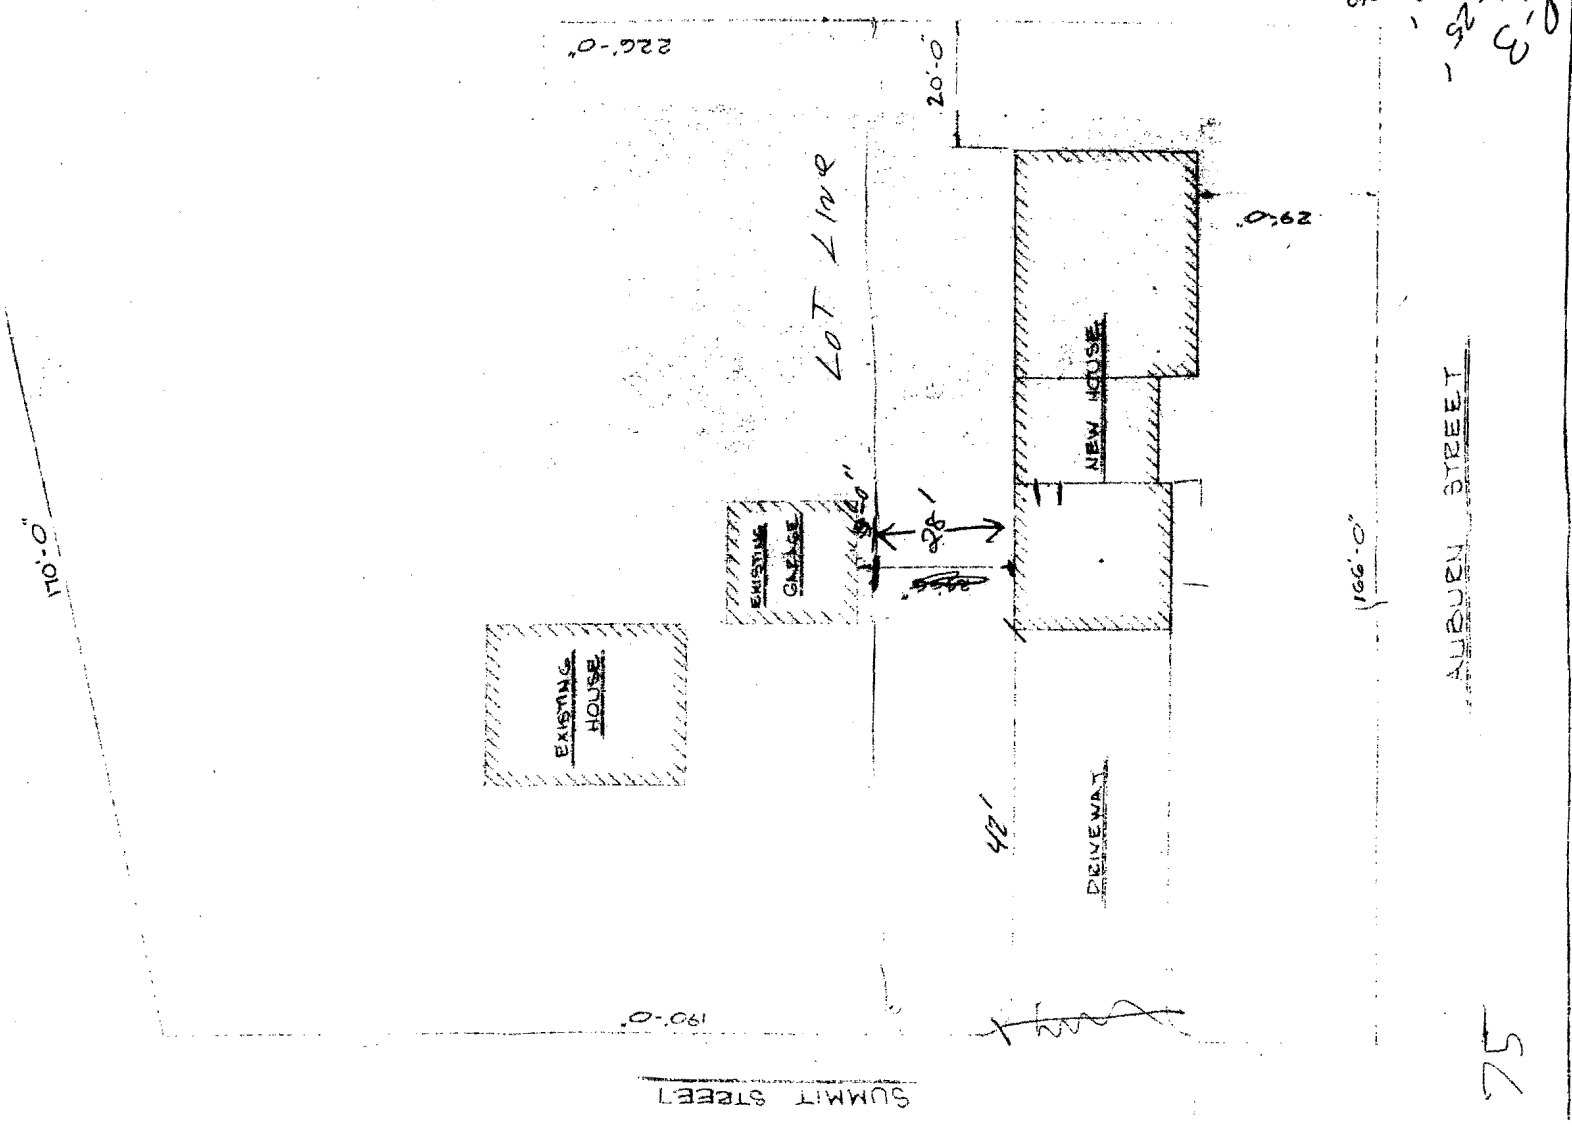 226'-0"
20'-0"
LOT Line
29'-0"
170'-0"
EXISTING
GARAGE
28'
NEW HOUSE
EXISTING
HOUSE
166'-0"
AUBURN STREET
42'
DRIVEWAY
190'-0"
SUMMIT STREET
75